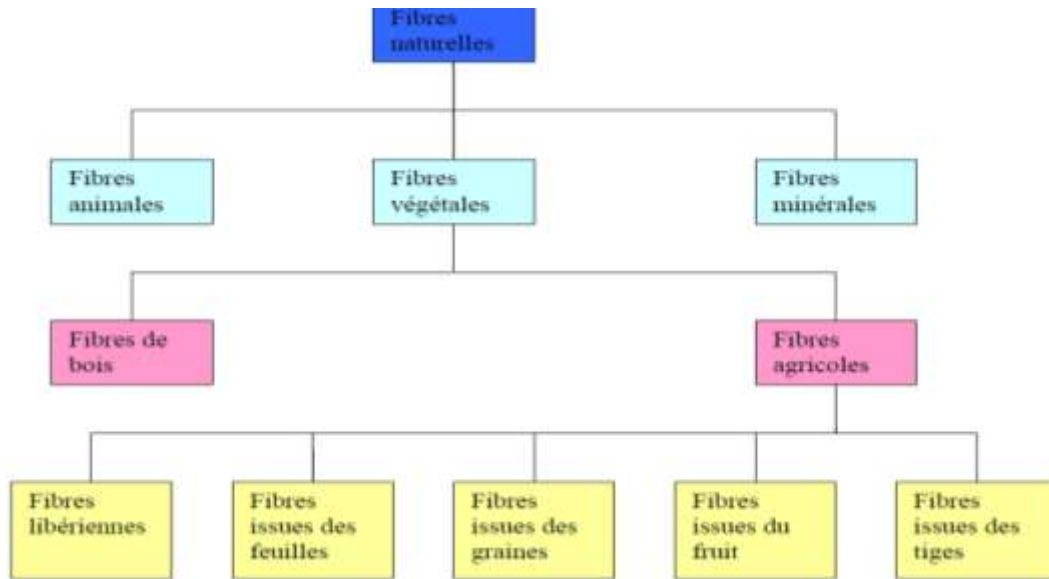 Fibres
naturelles
Fibres
animales
Fibres
végétales
Fibres
minérales
Fibres de
bois
Fibres
agricoles
Fibres
libériennes
Fibres
issues des
feuilles
Fibres
issues des
graines
Fibres
issues du
fruit
Fibres
issues des
tiges